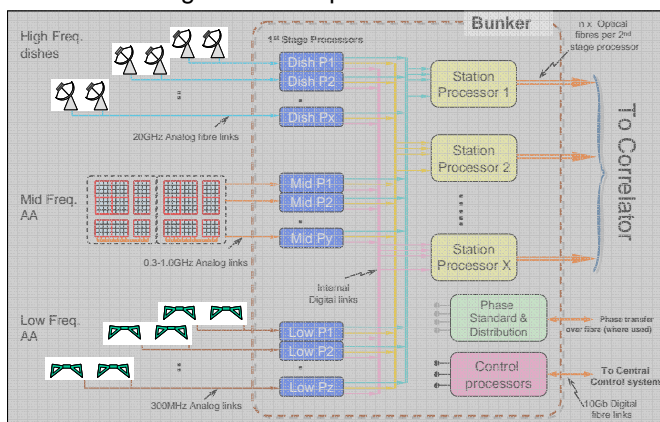 Bunker
High Freq.
dishes
1st Stage Processors
n x Optical
fibres per 2nd
stage processor
Dish P1
Dish P2
Dish Px
Station
Processor 1
20GHz Analog fibre links
Mid Freq.
AA
Mid P1
Mid P2
Mid Py
Station
Processor 2
To Correlator
0.3-1.0GHz Analog links
Internal
Digital links
Station
Processor X
Low Freq.
AA
Low P1
Low P2
Low Pz
300MHz Analog links
Phase
Standard &
Distribution
Phase transfer
over fibre (where used)
Control
processors
To Central
Control system
10Gb Digital
fibre links